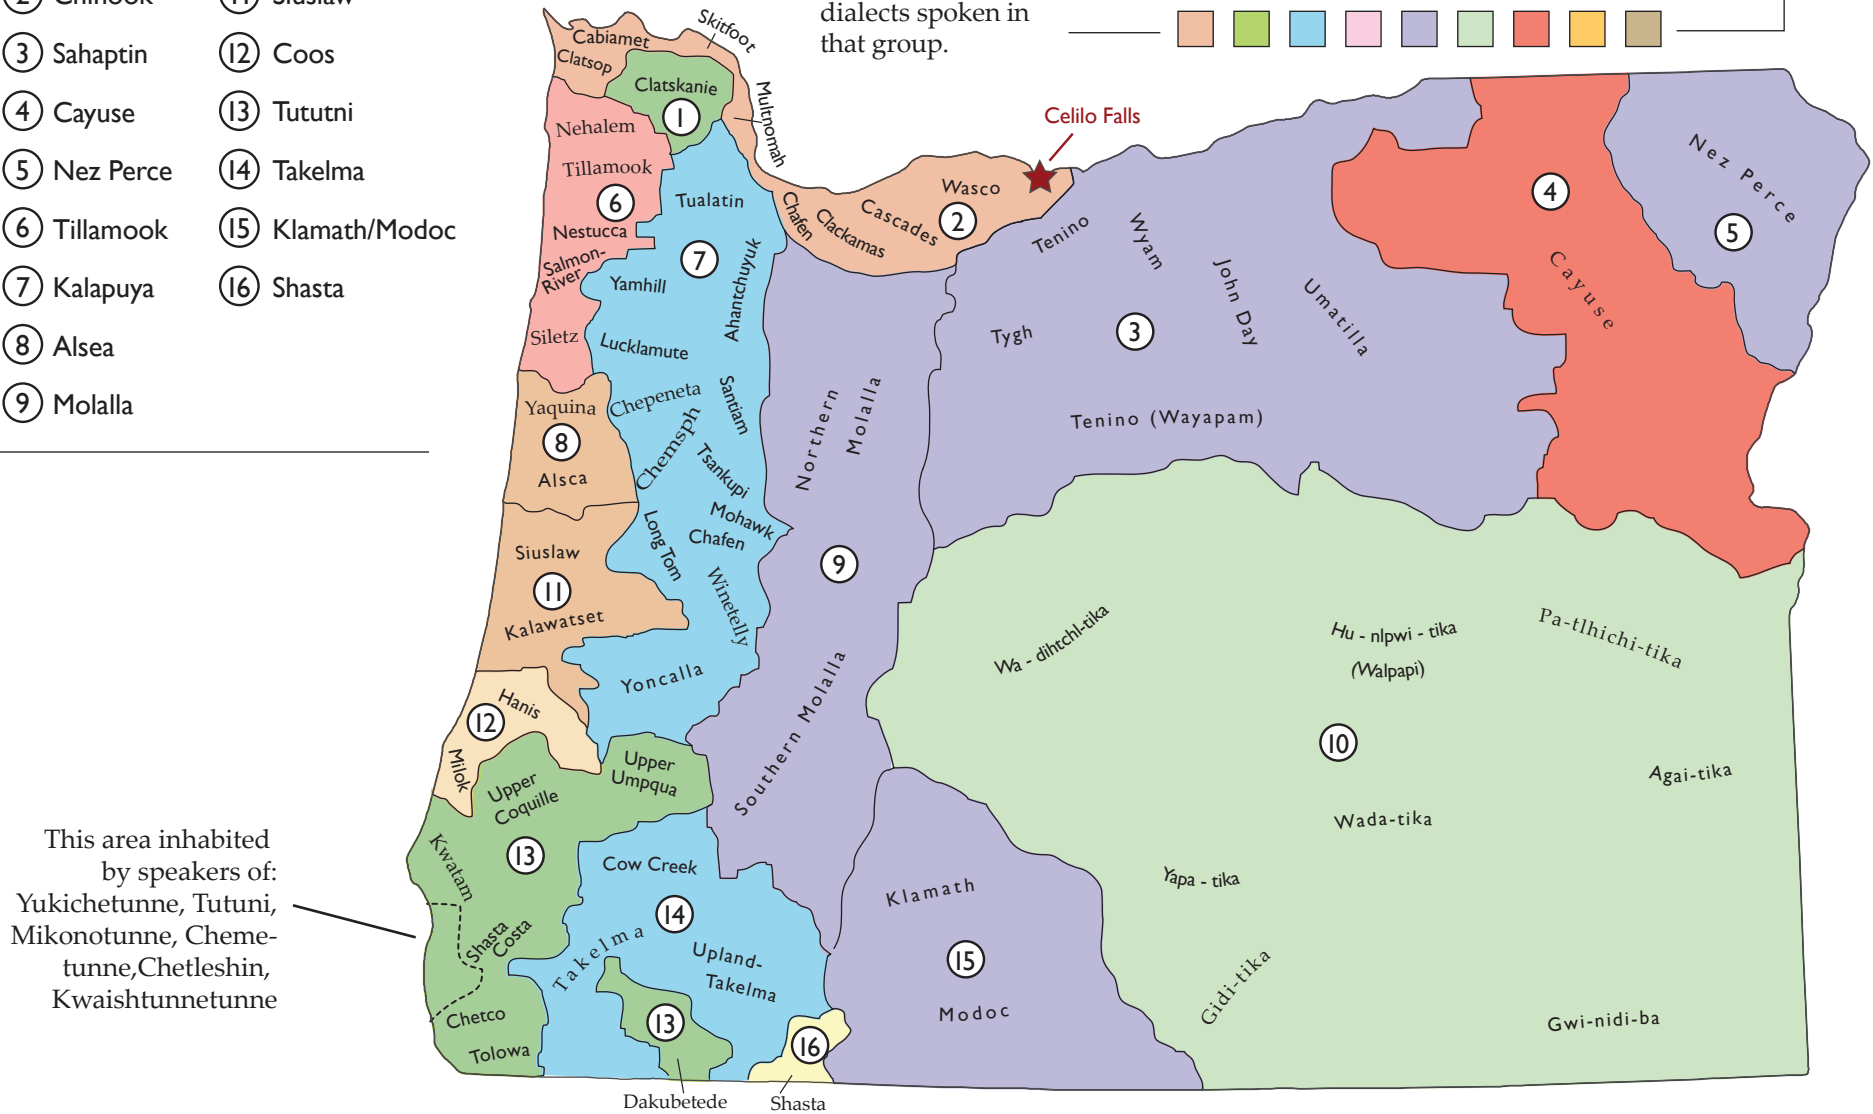 2 Chinook
3 Sahaptin
4 Cayuse
5 Nez Perce
6 Tillamook
7 Kalapuya
8 Alsea
9 Molalla
11 Siuslaw
12 Coos
13 Tututni
14 Takelma
15 Klamath/Modoc
16 Shasta
dialects spoken in
that group.
Cabiamet
Skitfoot
Clatsop
Clatskanie
1
Multnomah
Nehalem
Tillamook
6
Nestucca
Salmon-
River
Siletz
Tualatin
7
Yamhill
Ahantchuyuk
Lucklamute
Chepeneta
Santiam
Chemsph
Tsankupi
Mohawk
Chafen
Long Tom
Winetelly
Yoncalla
Chafen
Clackamas
Cascades
Wasco
2
Celilo Falls
Tenino
Wyam
John Day
Umatilla
Tygh
3
Tenino (Wayapam)
4
Cayuse
Nez Perce
5
Yaquina
8
Alsca
Siuslaw
11
Kalawatset
Hanis
12
Milok
Northern
Molalla
9
Southern Molalla
Wa - dihtchl-tika
Hu - nlpwi - tika
(Walpapi)
Pa-tlhichi-tika
10
Agai-tika
Wada-tika
Yapa - tika
Gidi-tika
Gwi-nidi-ba
Upper
Umpqua
Upper
Coquille
13
Kwatam
Shasta
Costa
Chetco
Tolowa
Cow Creek
14
Takelma
Upland-
Takelma
13
Dakubetede
16
Shasta
Klamath
15
Modoc
This area inhabited
by speakers of:
Yukichetunne, Tutuni,
Mikonotunne, Cheme-
tunne,Chetleshin,
Kwaishtunnetunne